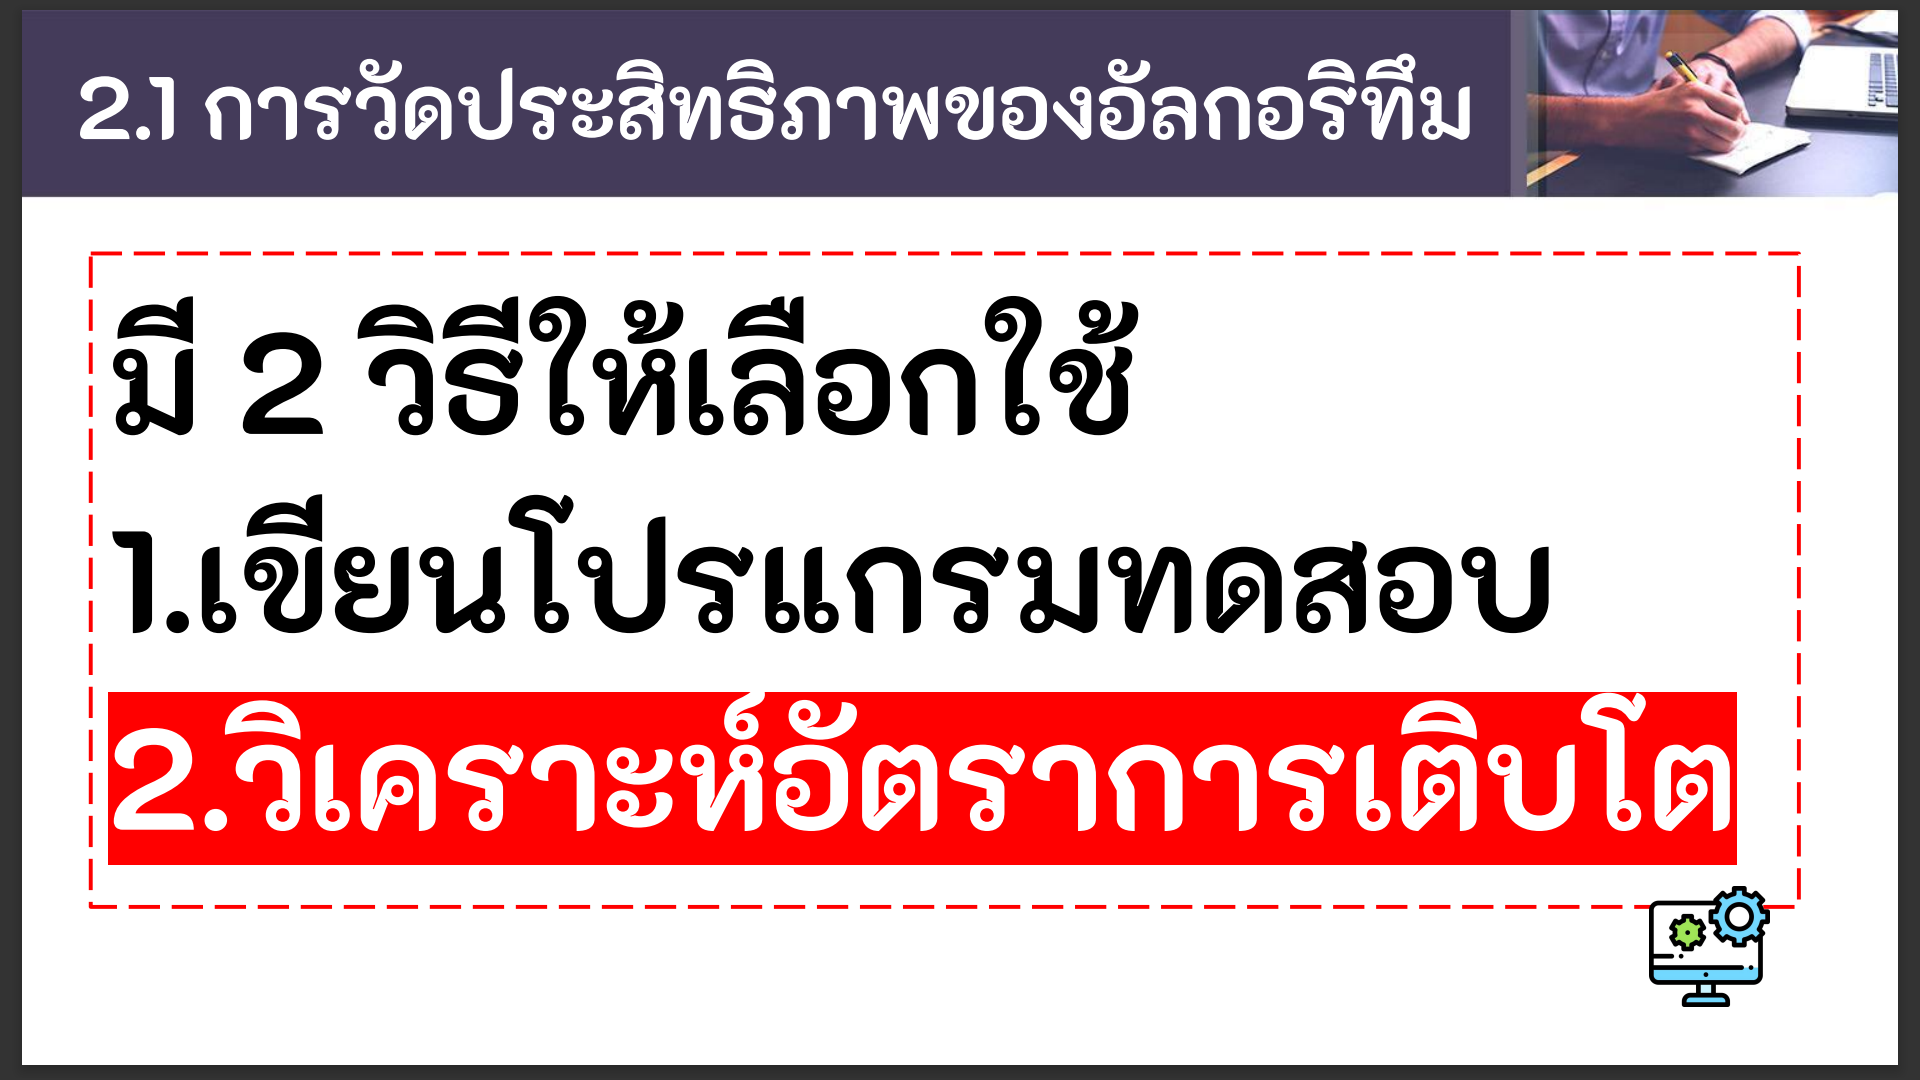 2.1 การวัดประสิทธิภาพของอัลกอริทึม
มี 2 วิธีให้เลือกใช้
1.เขียนโปรแกรมทดสอบ
2.วิเคราะห์อัตราการเติบโต